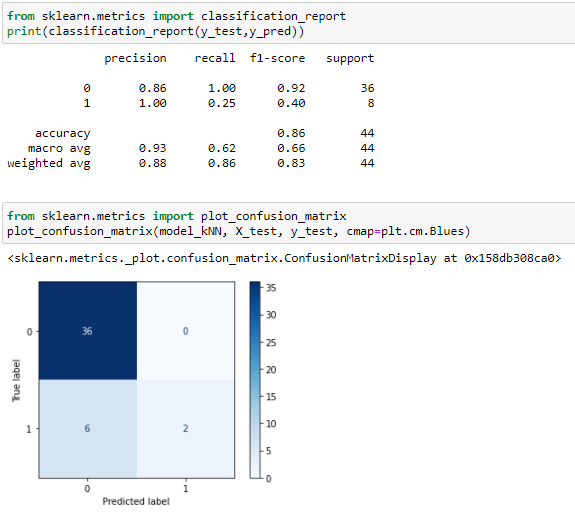 from sklearn.metrics import classification_report
print(classification_report(y_test,y_pred))
precision recall f1-score support
0 0.86 1.00 0.92 36
1 1.00 0.25 0.40 8
accuracy 0.86 44
macro avg 0.93 0.62 0.66 44
weighted avg 0.88 0.86 0.83 44
from sklearn.metrics import plot_confusion_matrix
plot_confusion_matrix(model_kNN, X_test, y_test, cmap=plt.cm.Blues)
<sklearn.metrics._plot.confusion_matrix.ConfusionMatrixDisplay at 0x158db308ca0>
True label
0 36 0
1 6 2
0 1
Predicted label
35
30
25
20
15
10
5
0